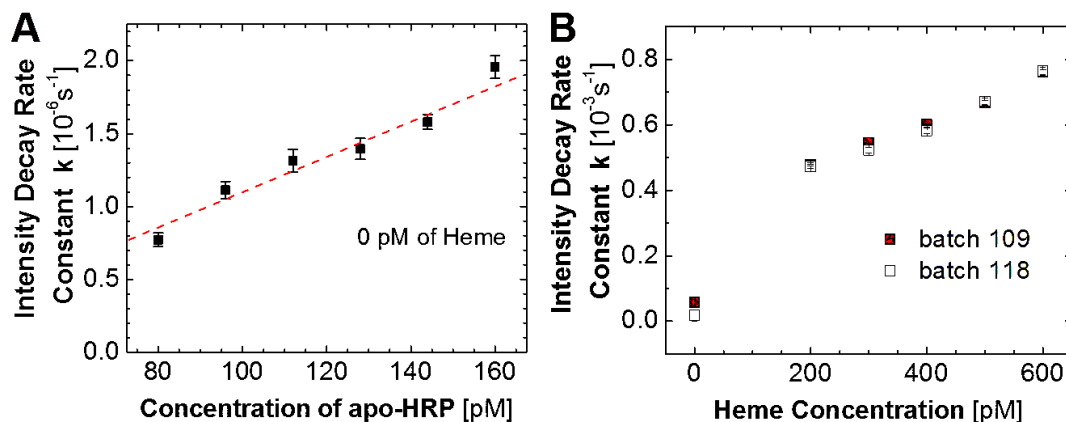 A
Intensity Decay Rate
Constant k [10⁻⁶s⁻¹]
2.0
1.5
1.0
0.5
0.0
0 pM of Heme
80
100
120
140
160
Concentration of apo-HRP [pM]
B
Intensity Decay Rate
Constant k [10⁻³s⁻¹]
0.8
0.6
0.4
0.2
0.0
batch 109
batch 118
0
200
400
600
Heme Concentration [pM]